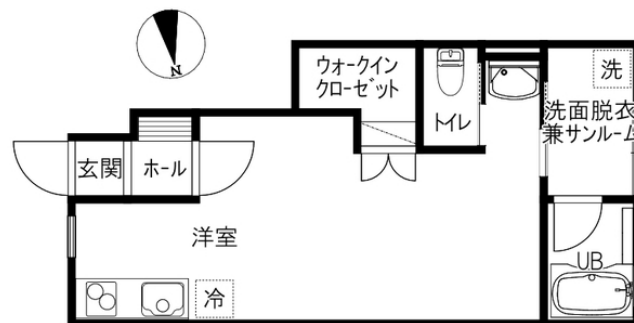 ウォークイン
クローゼット
トイレ
洗
洗面脱衣
兼サンルーム
玄関
ホール
洋室
冷
UB
N